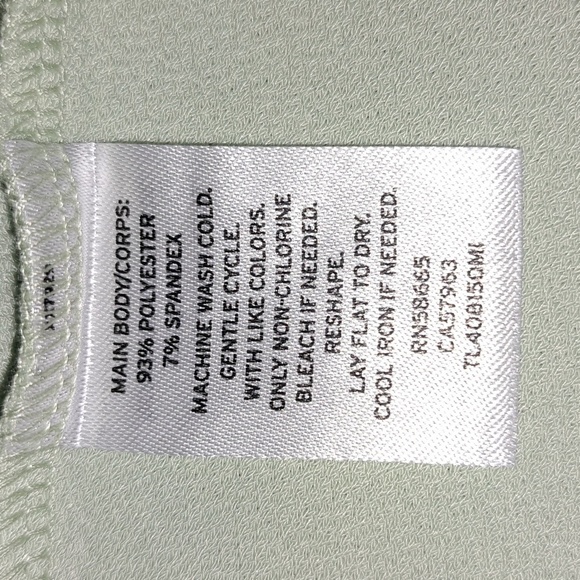 MAIN BODY/CORPS:
93% POLYESTER
7% SPANDEX
MACHINE WASH COLD.
GENTLE CYCLE.
WITH LIKE COLORS.
ONLY NON-CHLORINE
BLEACH IF NEEDED.
RESHAPE.
LAY FLAT TO DRY.
COOL IRON IF NEEDED.
RN58665
CA57963
TLA08150MI